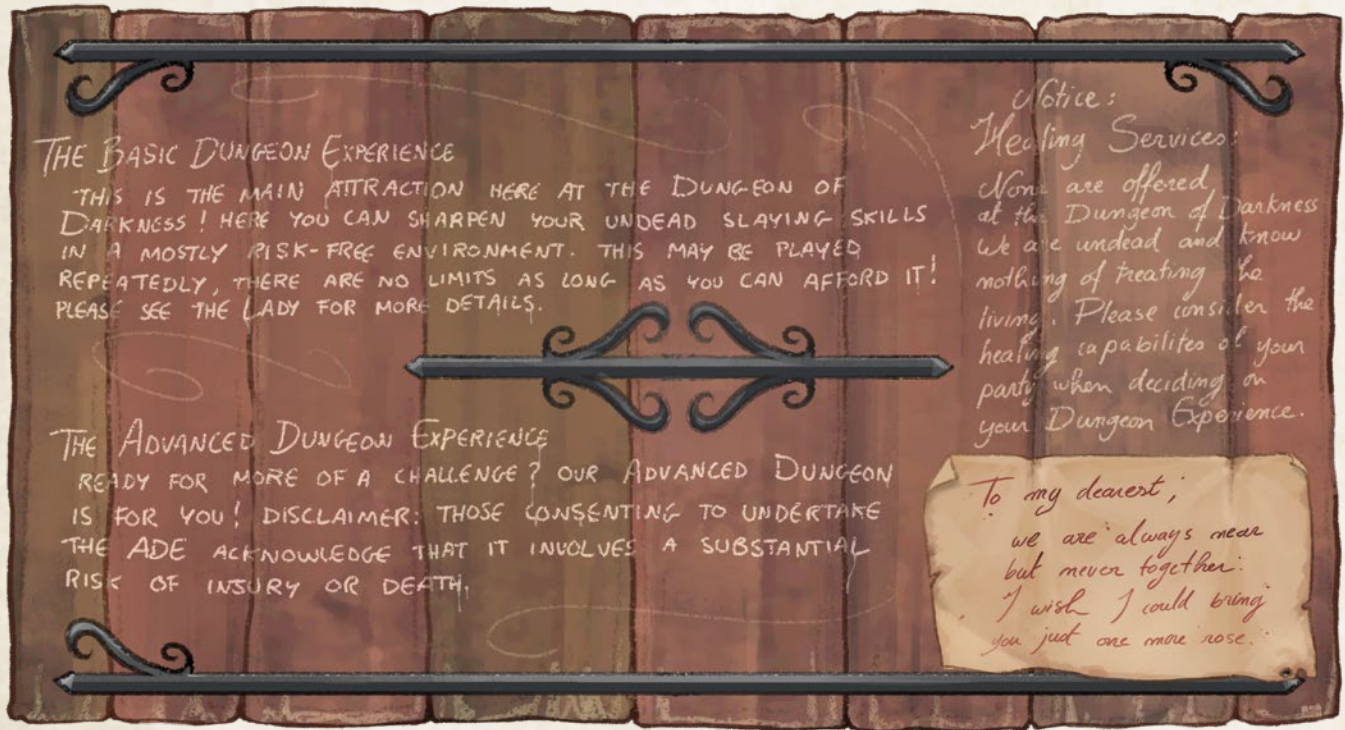 THE BASIC DUNGEON EXPERIENCE
THIS IS THE MAIN ATTRACTION HERE AT THE DUNGEON OF
DARKNESS! HERE YOU CAN SHARPEN YOUR UNDEAD SLAYING SKILLS
IN A MOSTLY RISK-FREE ENVIRONMENT. THIS MAY BE PLAYED
REPEATEDLY, THERE ARE NO LIMITS AS LONG AS YOU CAN AFFORD IT!
PLEASE SEE THE LADY FOR MORE DETAILS.
THE ADVANCED DUNGEON EXPERIENCE
READY FOR MORE OF A CHALLENGE? OUR ADVANCED DUNGEON
IS FOR YOU! DISCLAIMER: THOSE CONSENTING TO UNDERTAKE
THE ADE ACKNOWLEDGE THAT IT INVOLVES A SUBSTANTIAL
RISK OF INSURY OR DEATH.
Notice:
Healing Services:
None are offered
at the Dungeon of Darkness
We are undead and know
nothing of treating the
living. Please consider the
healing capabilites of your
party when deciding on
your Dungeon Experience.
To my dearest;
we are always near
but never together.
I wish I could bring
you just one more rose.